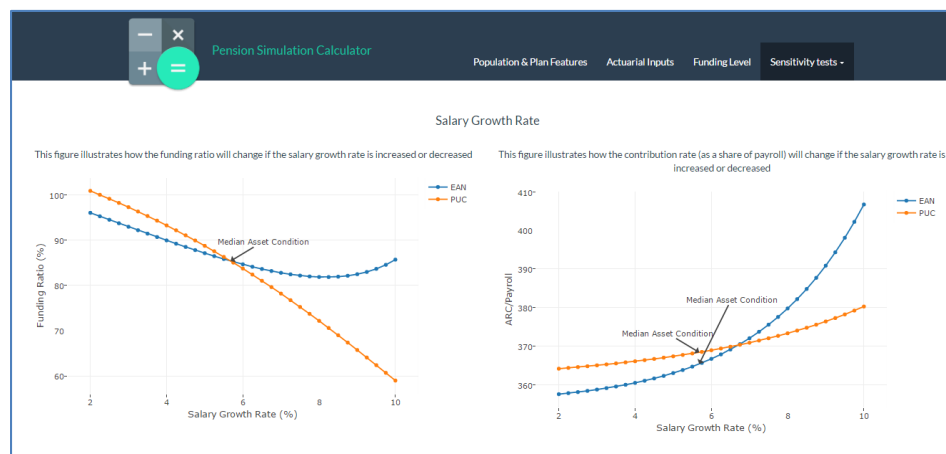 Pension Simulation Calculator
Population & Plan Features
Actuarial Inputs
Funding Level
Sensitivity tests
Salary Growth Rate
This figure illustrates how the funding ratio will change if the salary growth rate is increased or decreased
100
90
80
70
60
Funding Ratio (%)
Median Asset Condition
EAN
PUC
2
4
6
8
10
Salary Growth Rate (%)
This figure illustrates how the contribution rate (as a share of payroll) will change if the salary growth rate is
increased or decreased
410
400
390
380
370
360
ARC/Payroll
Median Asset Condition
Median Asset Condition
EAN
PUC
2
4
6
8
10
Salary Growth Rate (%)